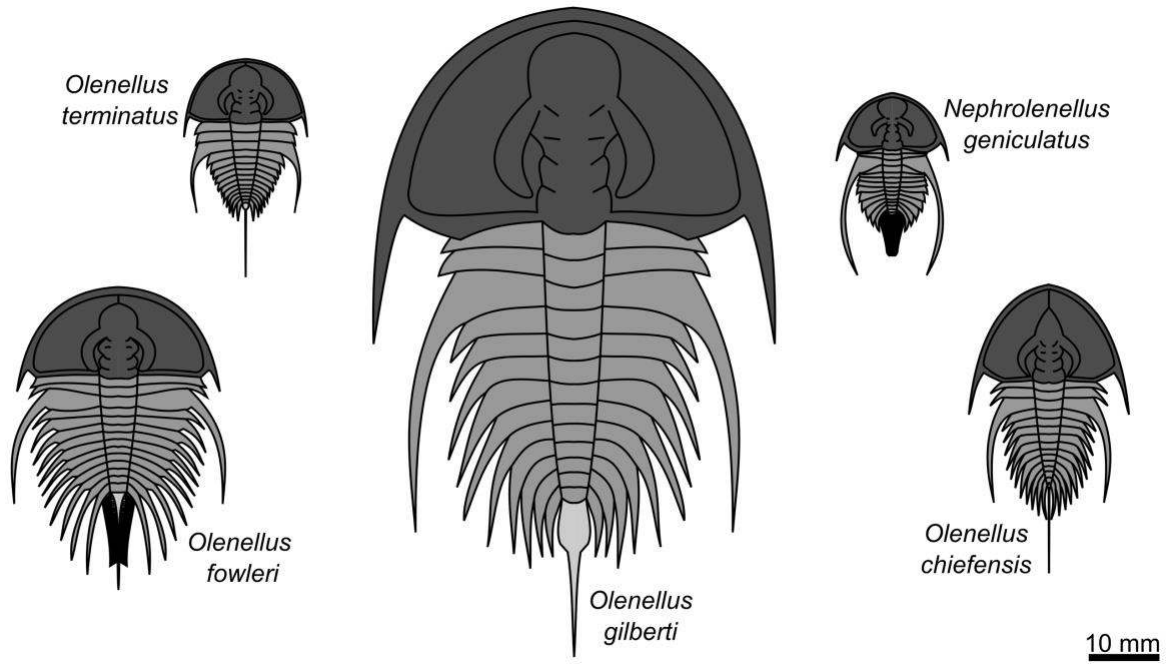 Olenellus
terminatus
Nephrolenellus
geniculatus
Olenellus
fowleri
Olenellus
gilberti
Olenellus
chiefensis
10 mm